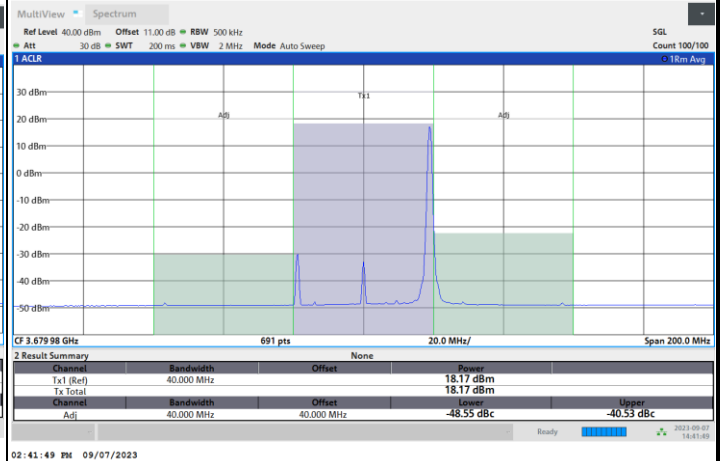 MultiView Spectrum
Ref Level 40.00 dBm Offset 11.00 dB RBW 500 kHz SGL
Att 30 dB SWT 200 ms VBW 2 MHz Mode Auto Sweep Count 100/100
1 ACLR 1Rm Avg
30 dBm Tx1
20 dBm Adj Adj
10 dBm
0 dBm
-10 dBm
-20 dBm
-30 dBm
-40 dBm
-50 dBm
CF 3.67998 GHz 691 pts 20.0 MHz/ Span 200.0 MHz
2 Result Summary None
Channel Bandwidth Offset Power
Tx1 (Ref) 40.000 MHz 18.17 dBm
Tx Total 18.17 dBm
Channel Bandwidth Offset Lower Upper
Adj 40.000 MHz 40.000 MHz -48.55 dBc -40.53 dBc
Ready 2023-09-07
14:41:49
02:41:49 PM 09/07/2023